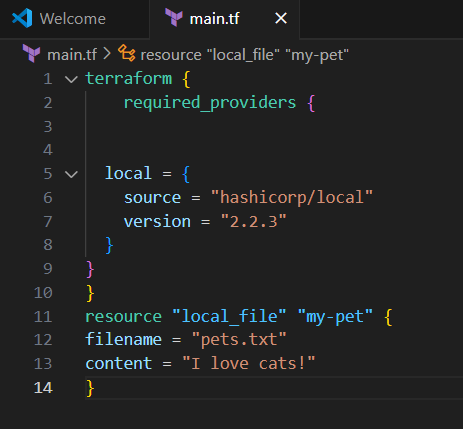 Welcome main.tf ×
main.tf > resource "local_file" "my-pet"
1 terraform {
2 required_providers {
3
4
5 local = {
6 source = "hashicorp/local"
7 version = "2.2.3"
8 }
9 }
10 }
11 resource "local_file" "my-pet" {
12 filename = "pets.txt"
13 content = "I love cats!"
14 }